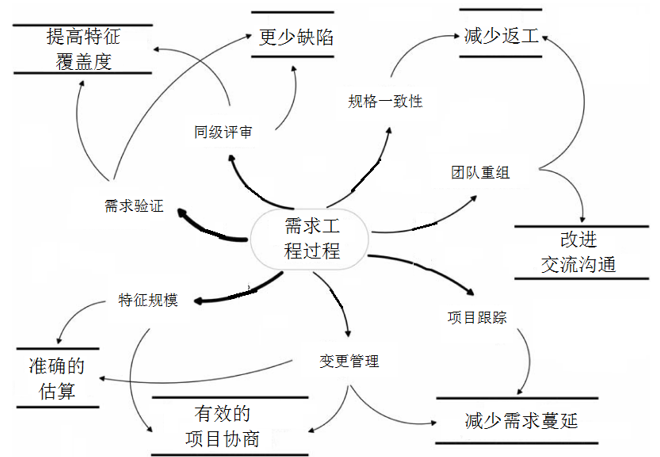 提高特征
覆盖度
更少缺陷
减少返工
规格一致性
同级评审
团队重组
需求验证
需求工
程过程
改进
交流沟通
特征规模
项目跟踪
准确的
估算
变更管理
有效的
项目协商
减少需求蔓延